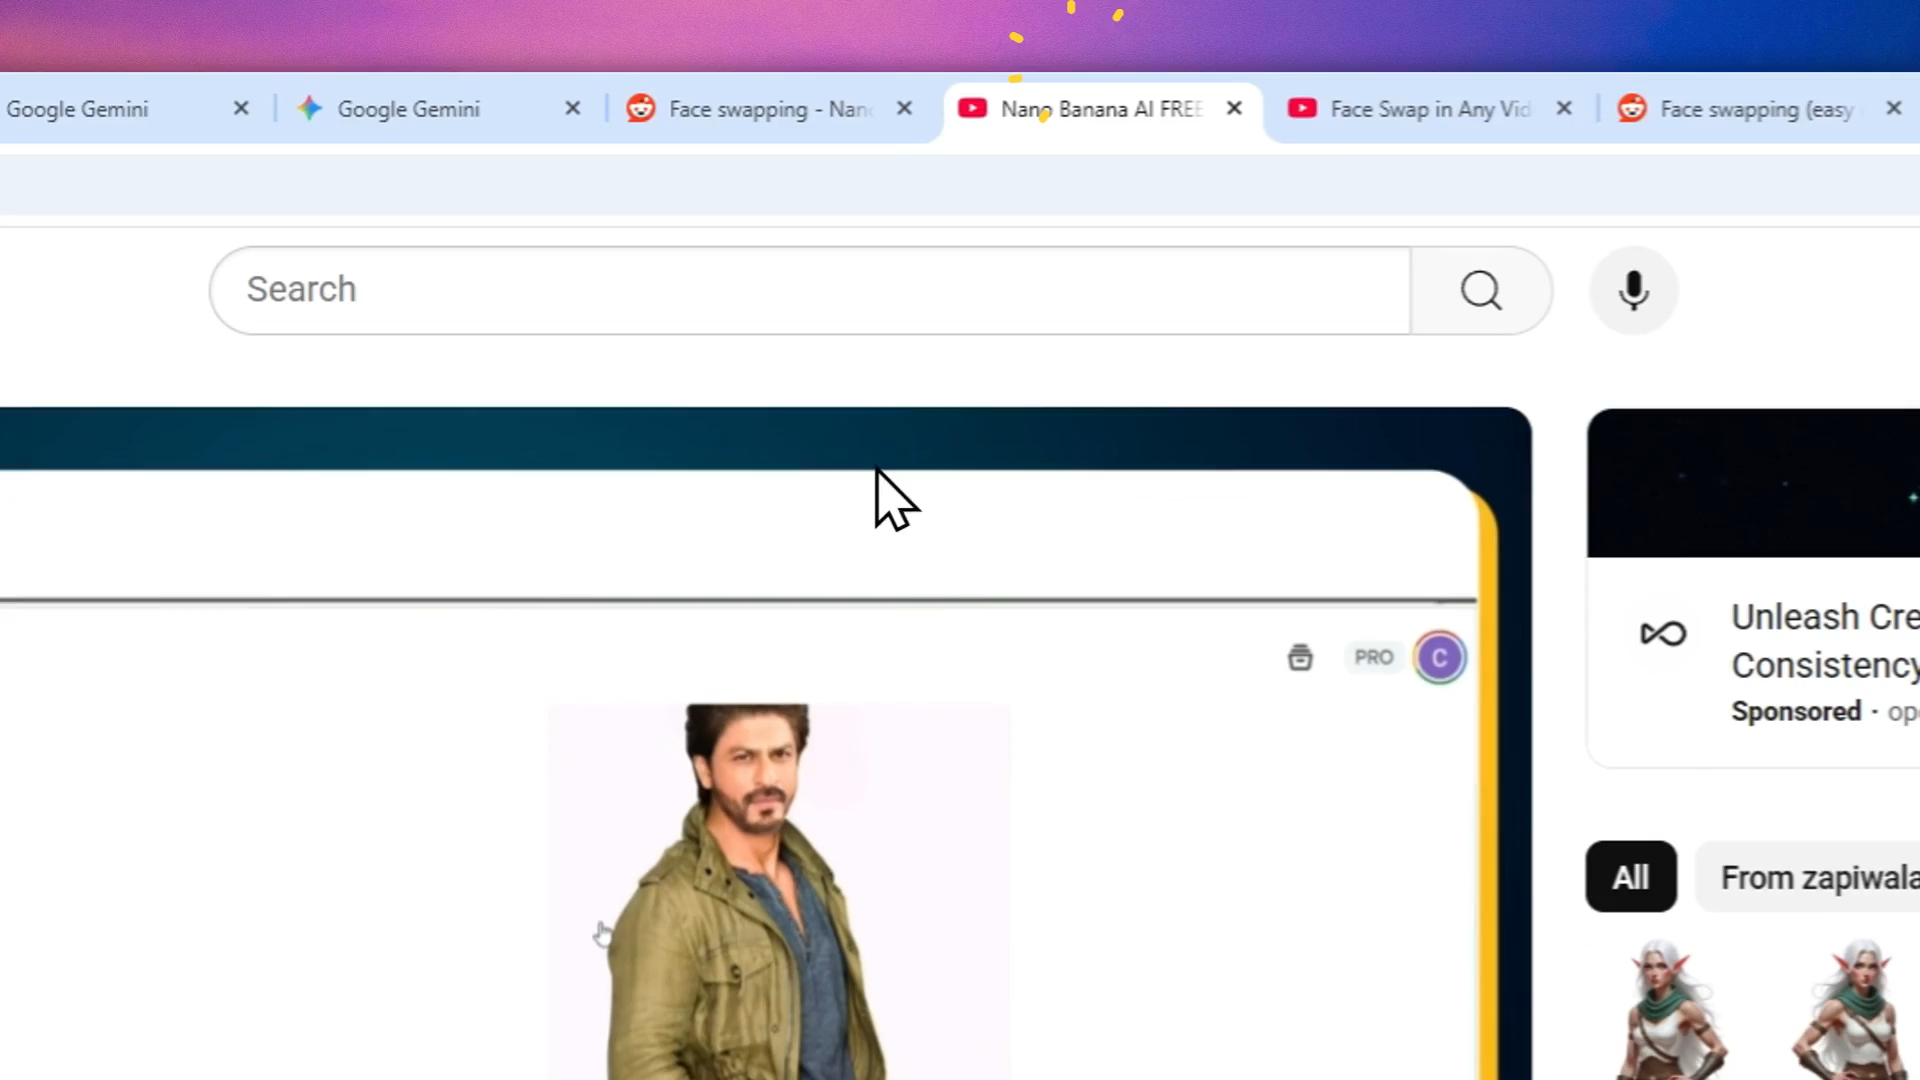 Google Gemini
Google Gemini
Face swapping - Nan
Nano Banana AI FREE
Face Swap in Any Vid
Face swapping (easy
Search
PRO
C
Unleash Cre
Consistency
Sponsored · op
All
From zapiwala